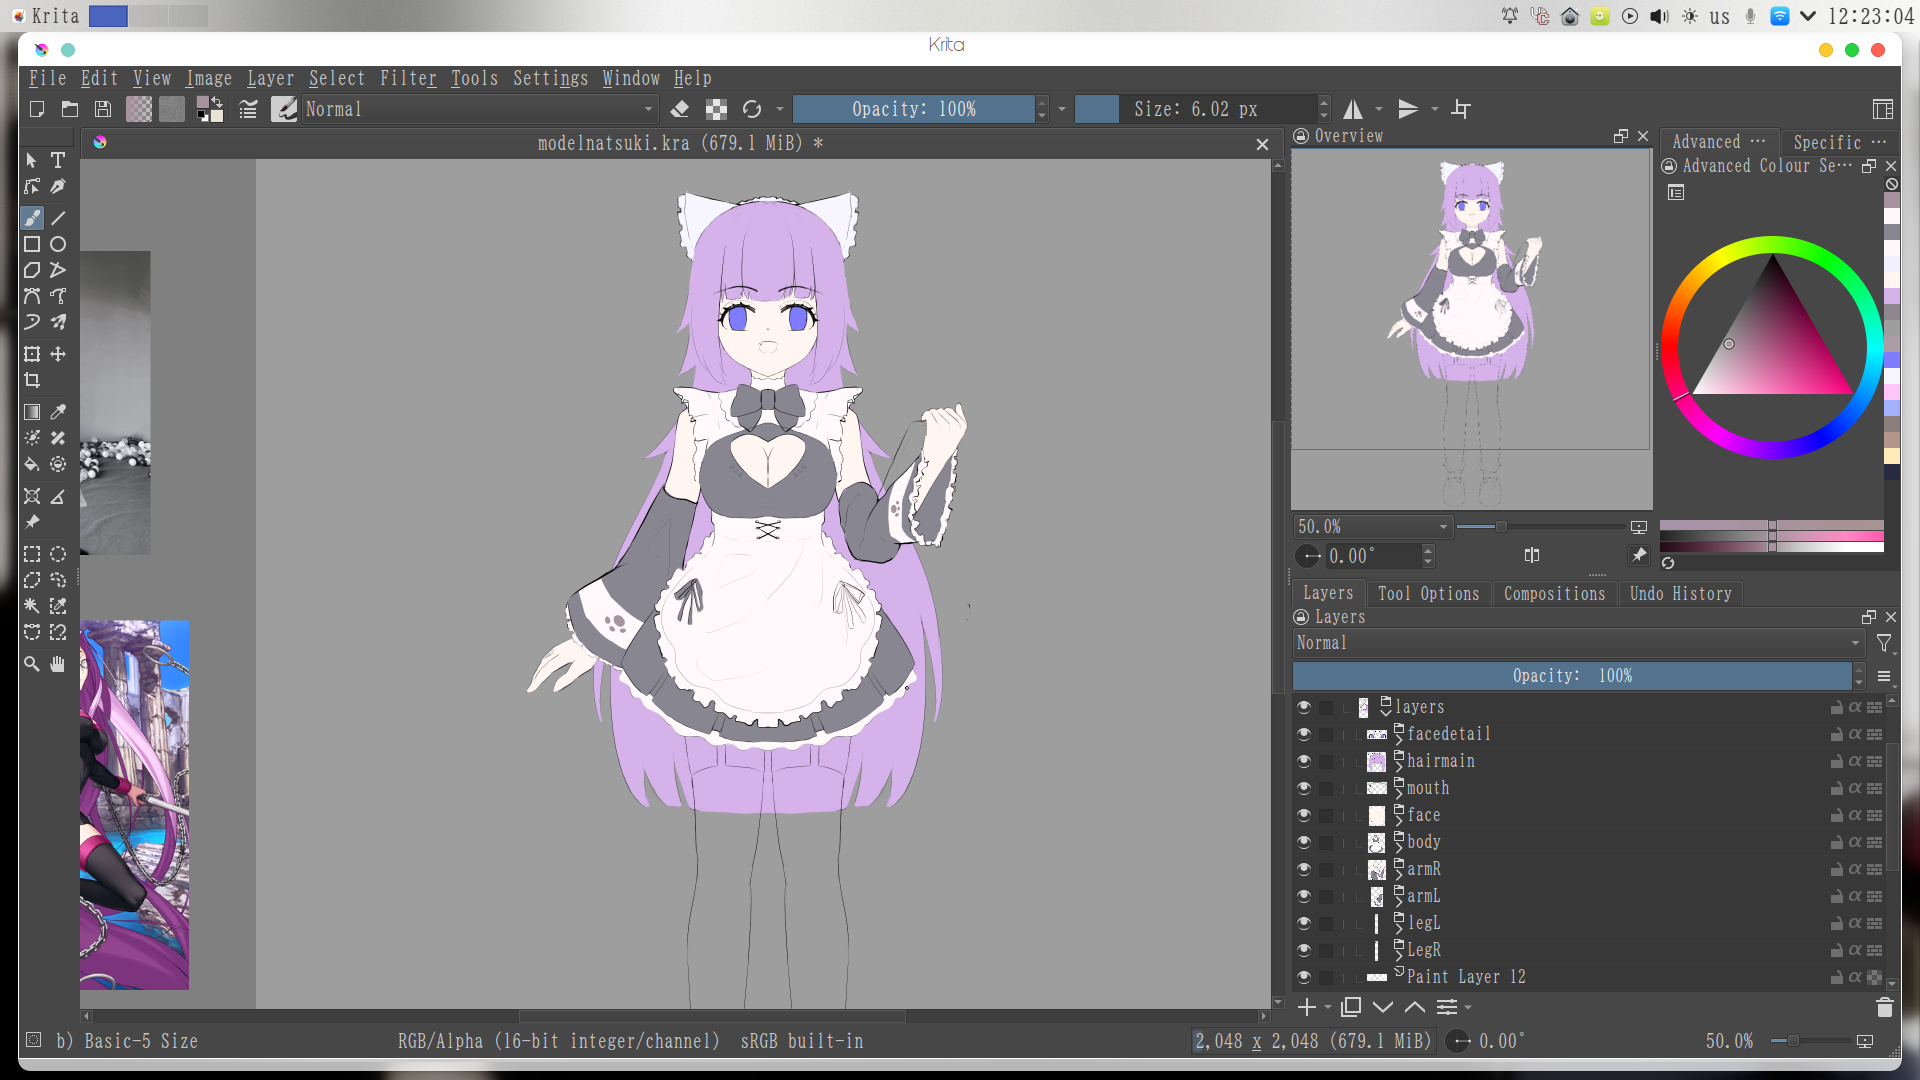 Krita
us
12:23:04
Krita
File Edit View Image Layer Select Filter Tools Settings Window Help
Normal
Opacity: 100%
Size: 6.02 px
modelnatsuki.kra (679.1 MiB) *
Overview
Advanced ···
Specific ···
Advanced Colour Se···
50.0%
0.00°
Layers
Tool Options
Compositions
Undo History
Layers
Normal
Opacity: 100%
layers
facedetail
hairmain
mouth
face
body
armR
armL
legL
LegR
Paint Layer 12
b) Basic-5 Size
RGB/Alpha (16-bit integer/channel) sRGB built-in
2,048 x 2,048 (679.1 MiB)
0.00°
50.0%